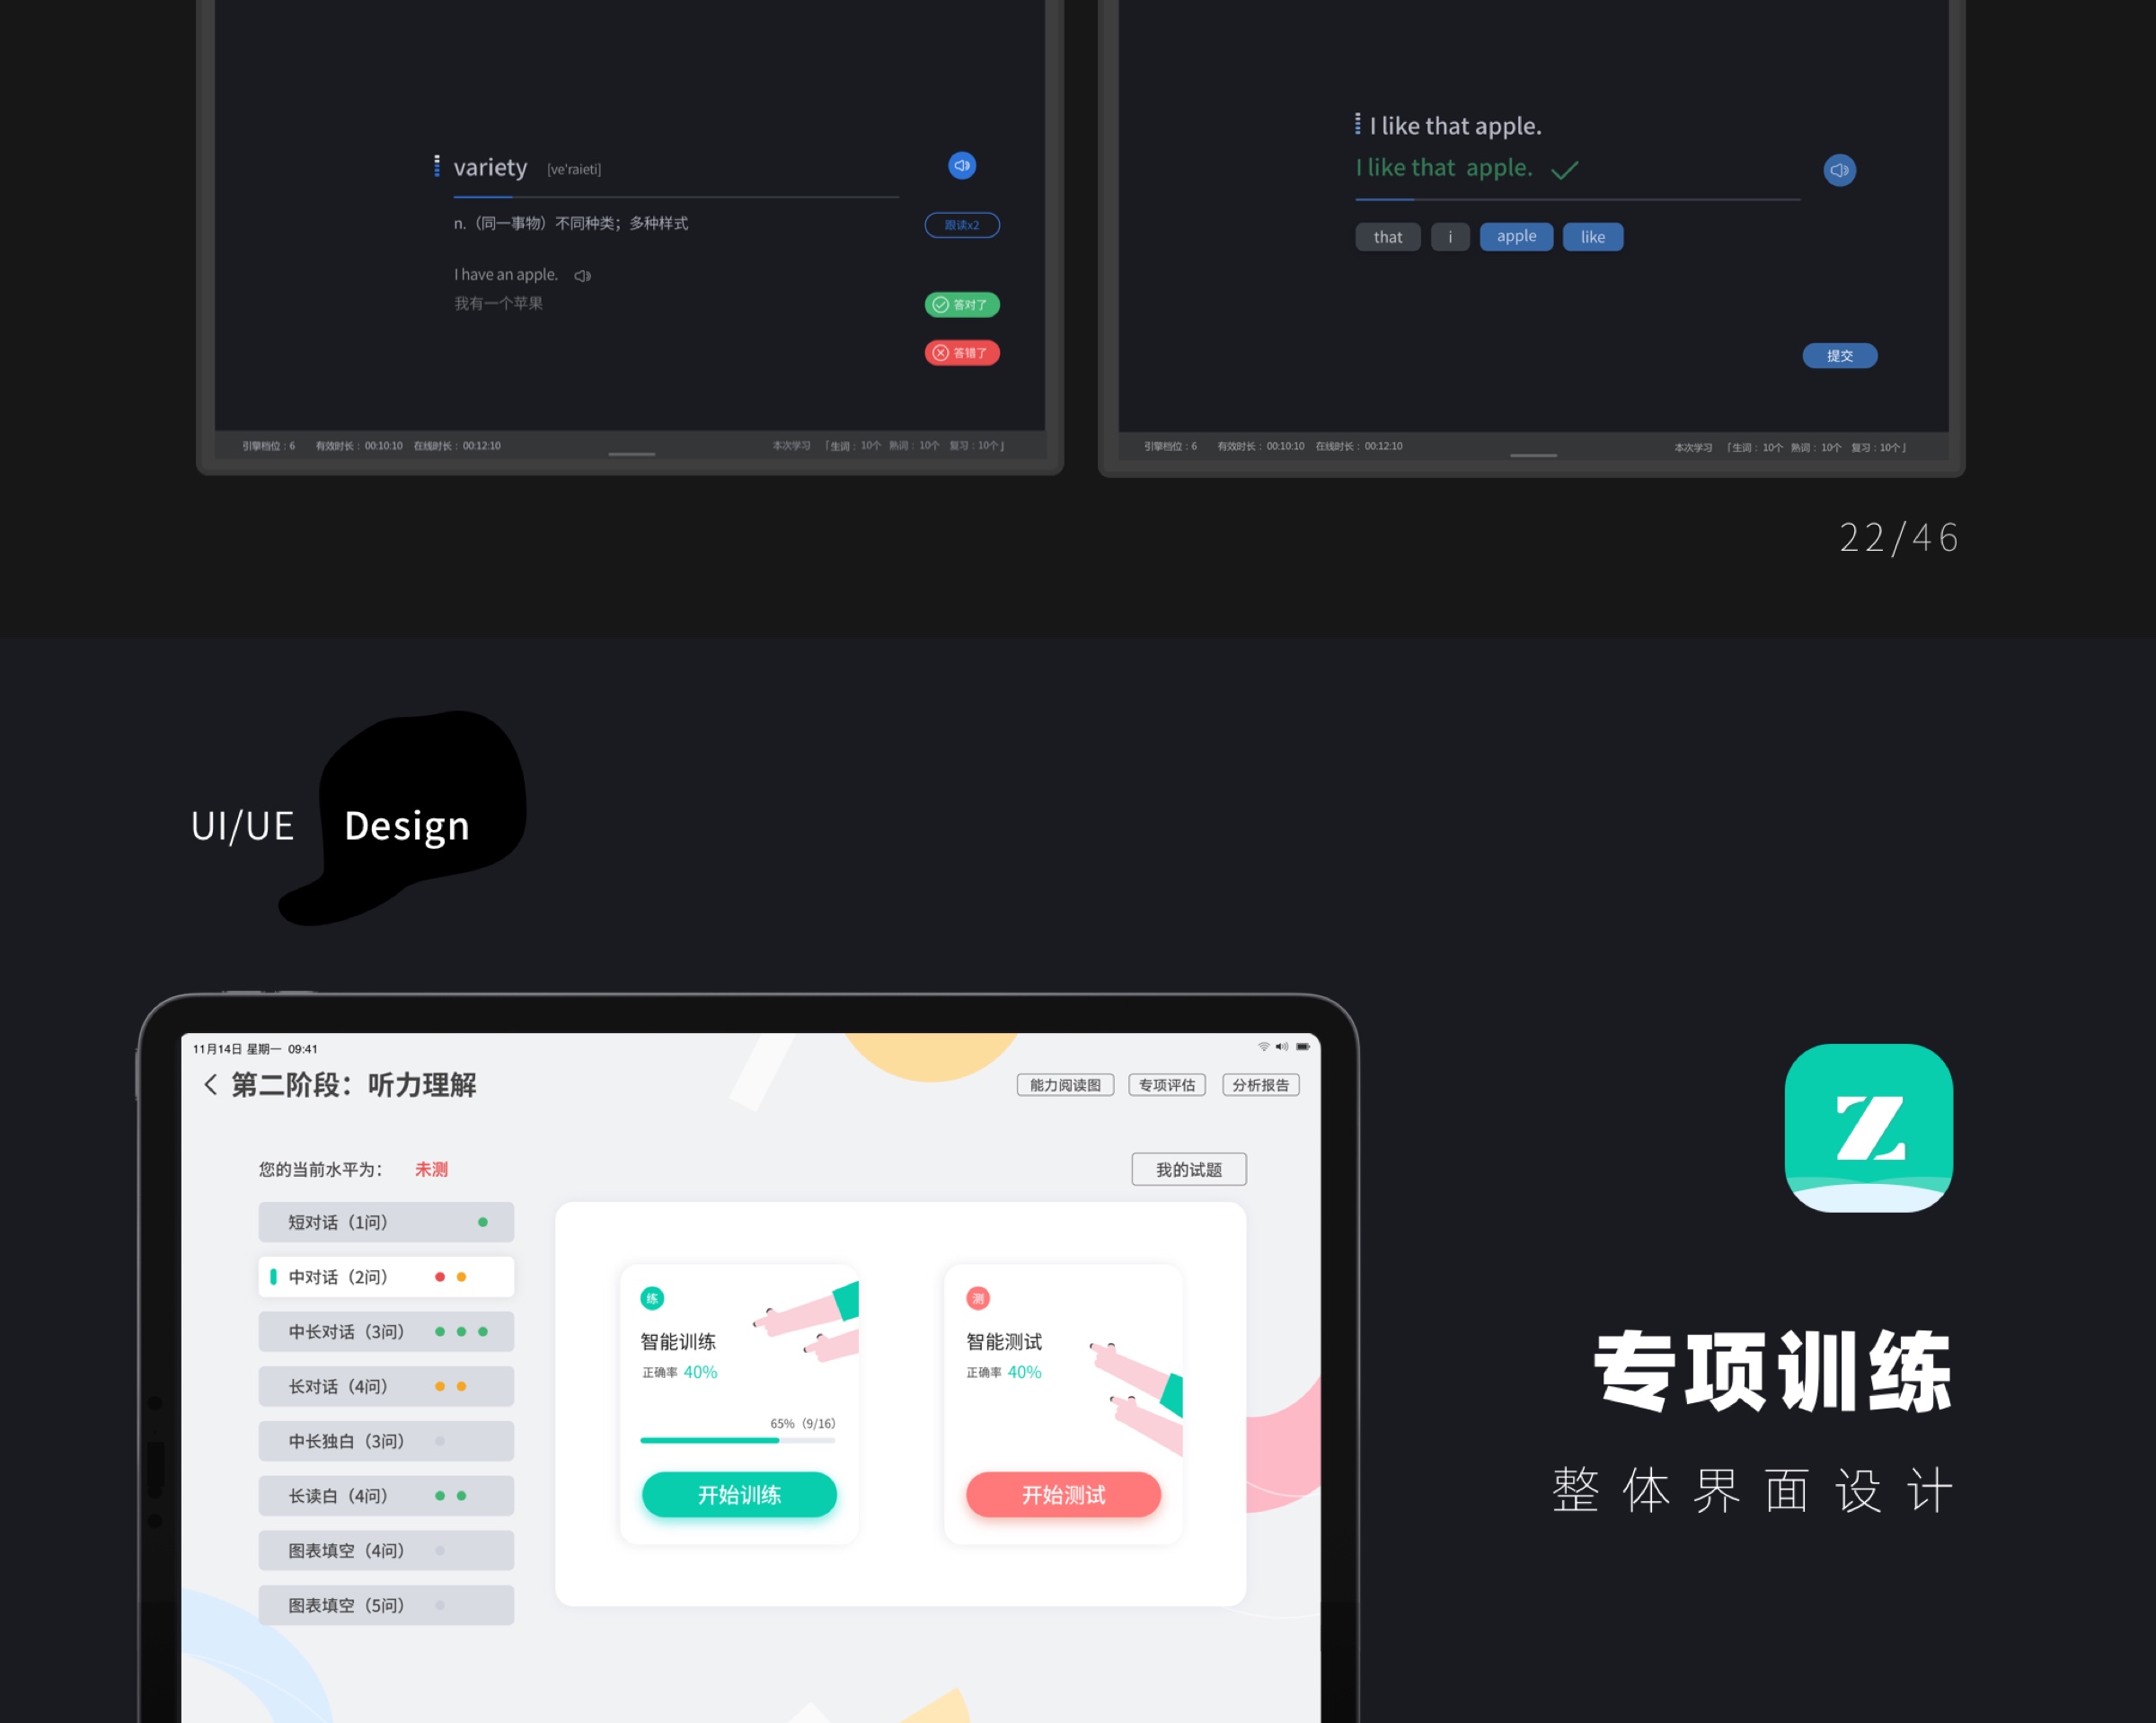 variety [ve'raieti]
n.（同一事物）不同种类；多种样式
跟读x2
I have an apple.
我有一个苹果
答对了
答错了
引擎档位：6 有效时长：00:10:10 在线时长：00:12:10 本次学习 「生词：10个 熟词：10个 复习：10个」
I like that apple.
I like that apple.
that i apple like
提交
引擎档位：6 有效时长：00:10:10 在线时长：00:12:10 本次学习 「生词：10个 熟词：10个 复习：10个」
22/46
UI/UE Design
11月14日 星期一 09:41
第二阶段：听力理解
能力阅读图 专项评估 分析报告
您的当前水平为： 未测
我的试题
短对话（1问）
中对话（2问）
中长对话（3问）
长对话（4问）
中长独白（3问）
长读白（4问）
图表填空（4问）
图表填空（5问）
练
智能训练
正确率 40%
65%（9/16）
开始训练
测
智能测试
正确率 40%
开始测试
Z
专项训练
整体界面设计